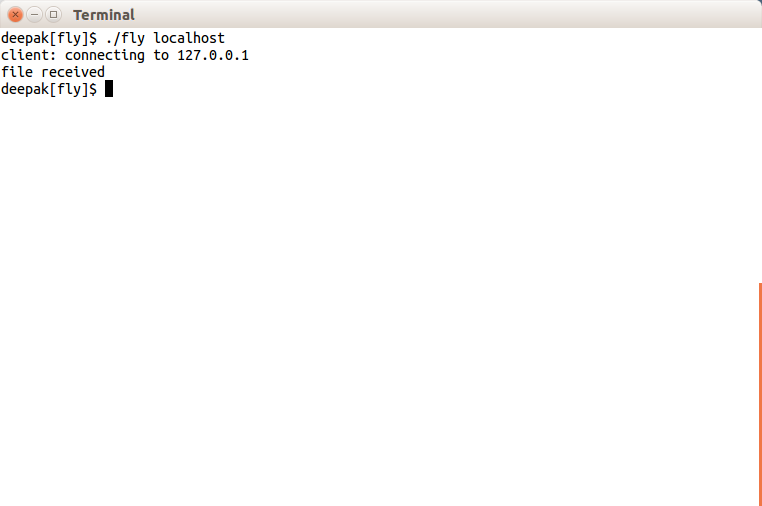 Terminal
deepak[fly]$ ./fly localhost
client: connecting to 127.0.0.1
file received
deepak[fly]$